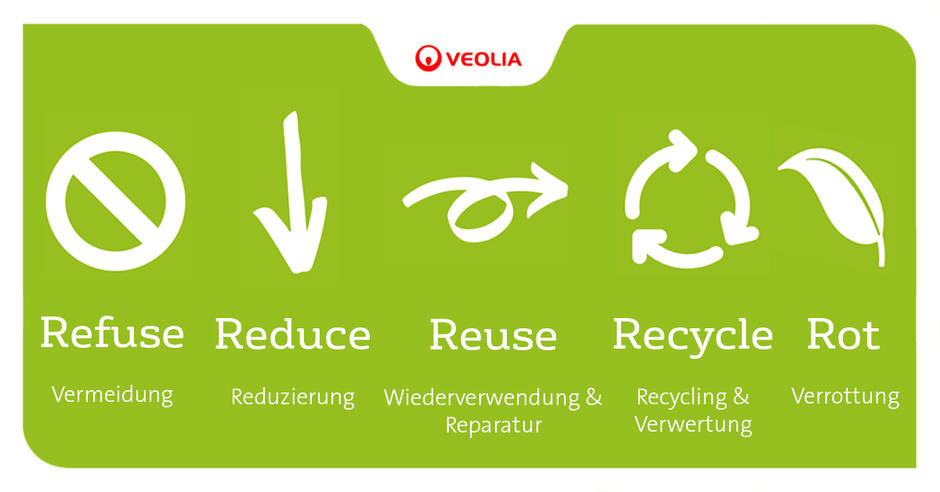 VEOLIA
Refuse
Reduce
Reuse
Recycle
Rot
Vermeidung
Reduzierung
Wiederverwendung &
Reparatur
Recycling &
Verwertung
Verrottung